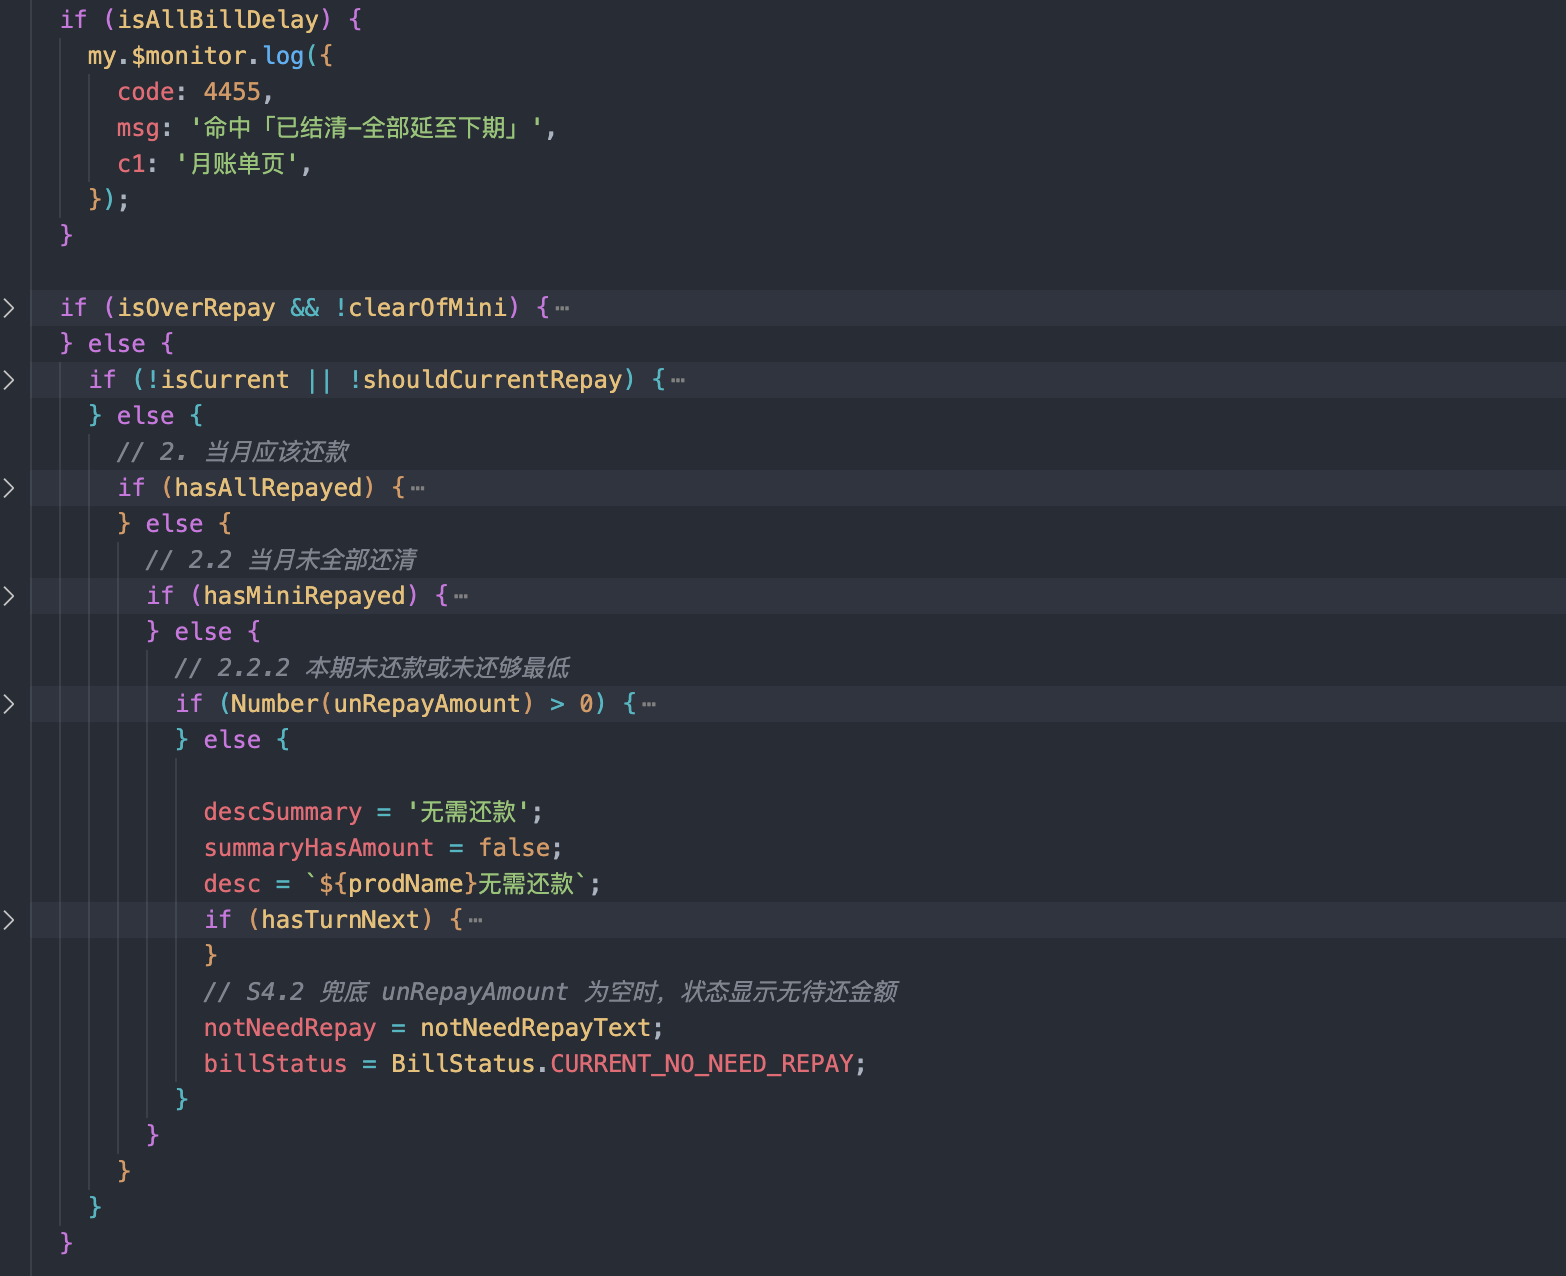 if (isAllBillDelay) {
my.$monitor.log({
code: 4455,
msg: '命中「已结清-全部延至下期」',
c1: '月账单页',
});
}
if (isOverRepay && !clearOfMini) {…
} else {
if (!isCurrent || !shouldCurrentRepay) {…
} else {
// 2. 当月应该还款
if (hasAllRepayed) {…
} else {
// 2.2 当月未全部还清
if (hasMiniRepayed) {…
} else {
// 2.2.2 本期未还款或未还够最低
if (Number(unRepayAmount) > 0) {…
} else {
descSummary = '无需还款';
summaryHasAmount = false;
desc = `${prodName}无需还款`;
if (hasTurnNext) {…
}
// S4.2 兜底 unRepayAmount 为空时，状态显示无待还金额
notNeedRepay = notNeedRepayText;
billStatus = BillStatus.CURRENT_NO_NEED_REPAY;
}
}
}
}
}